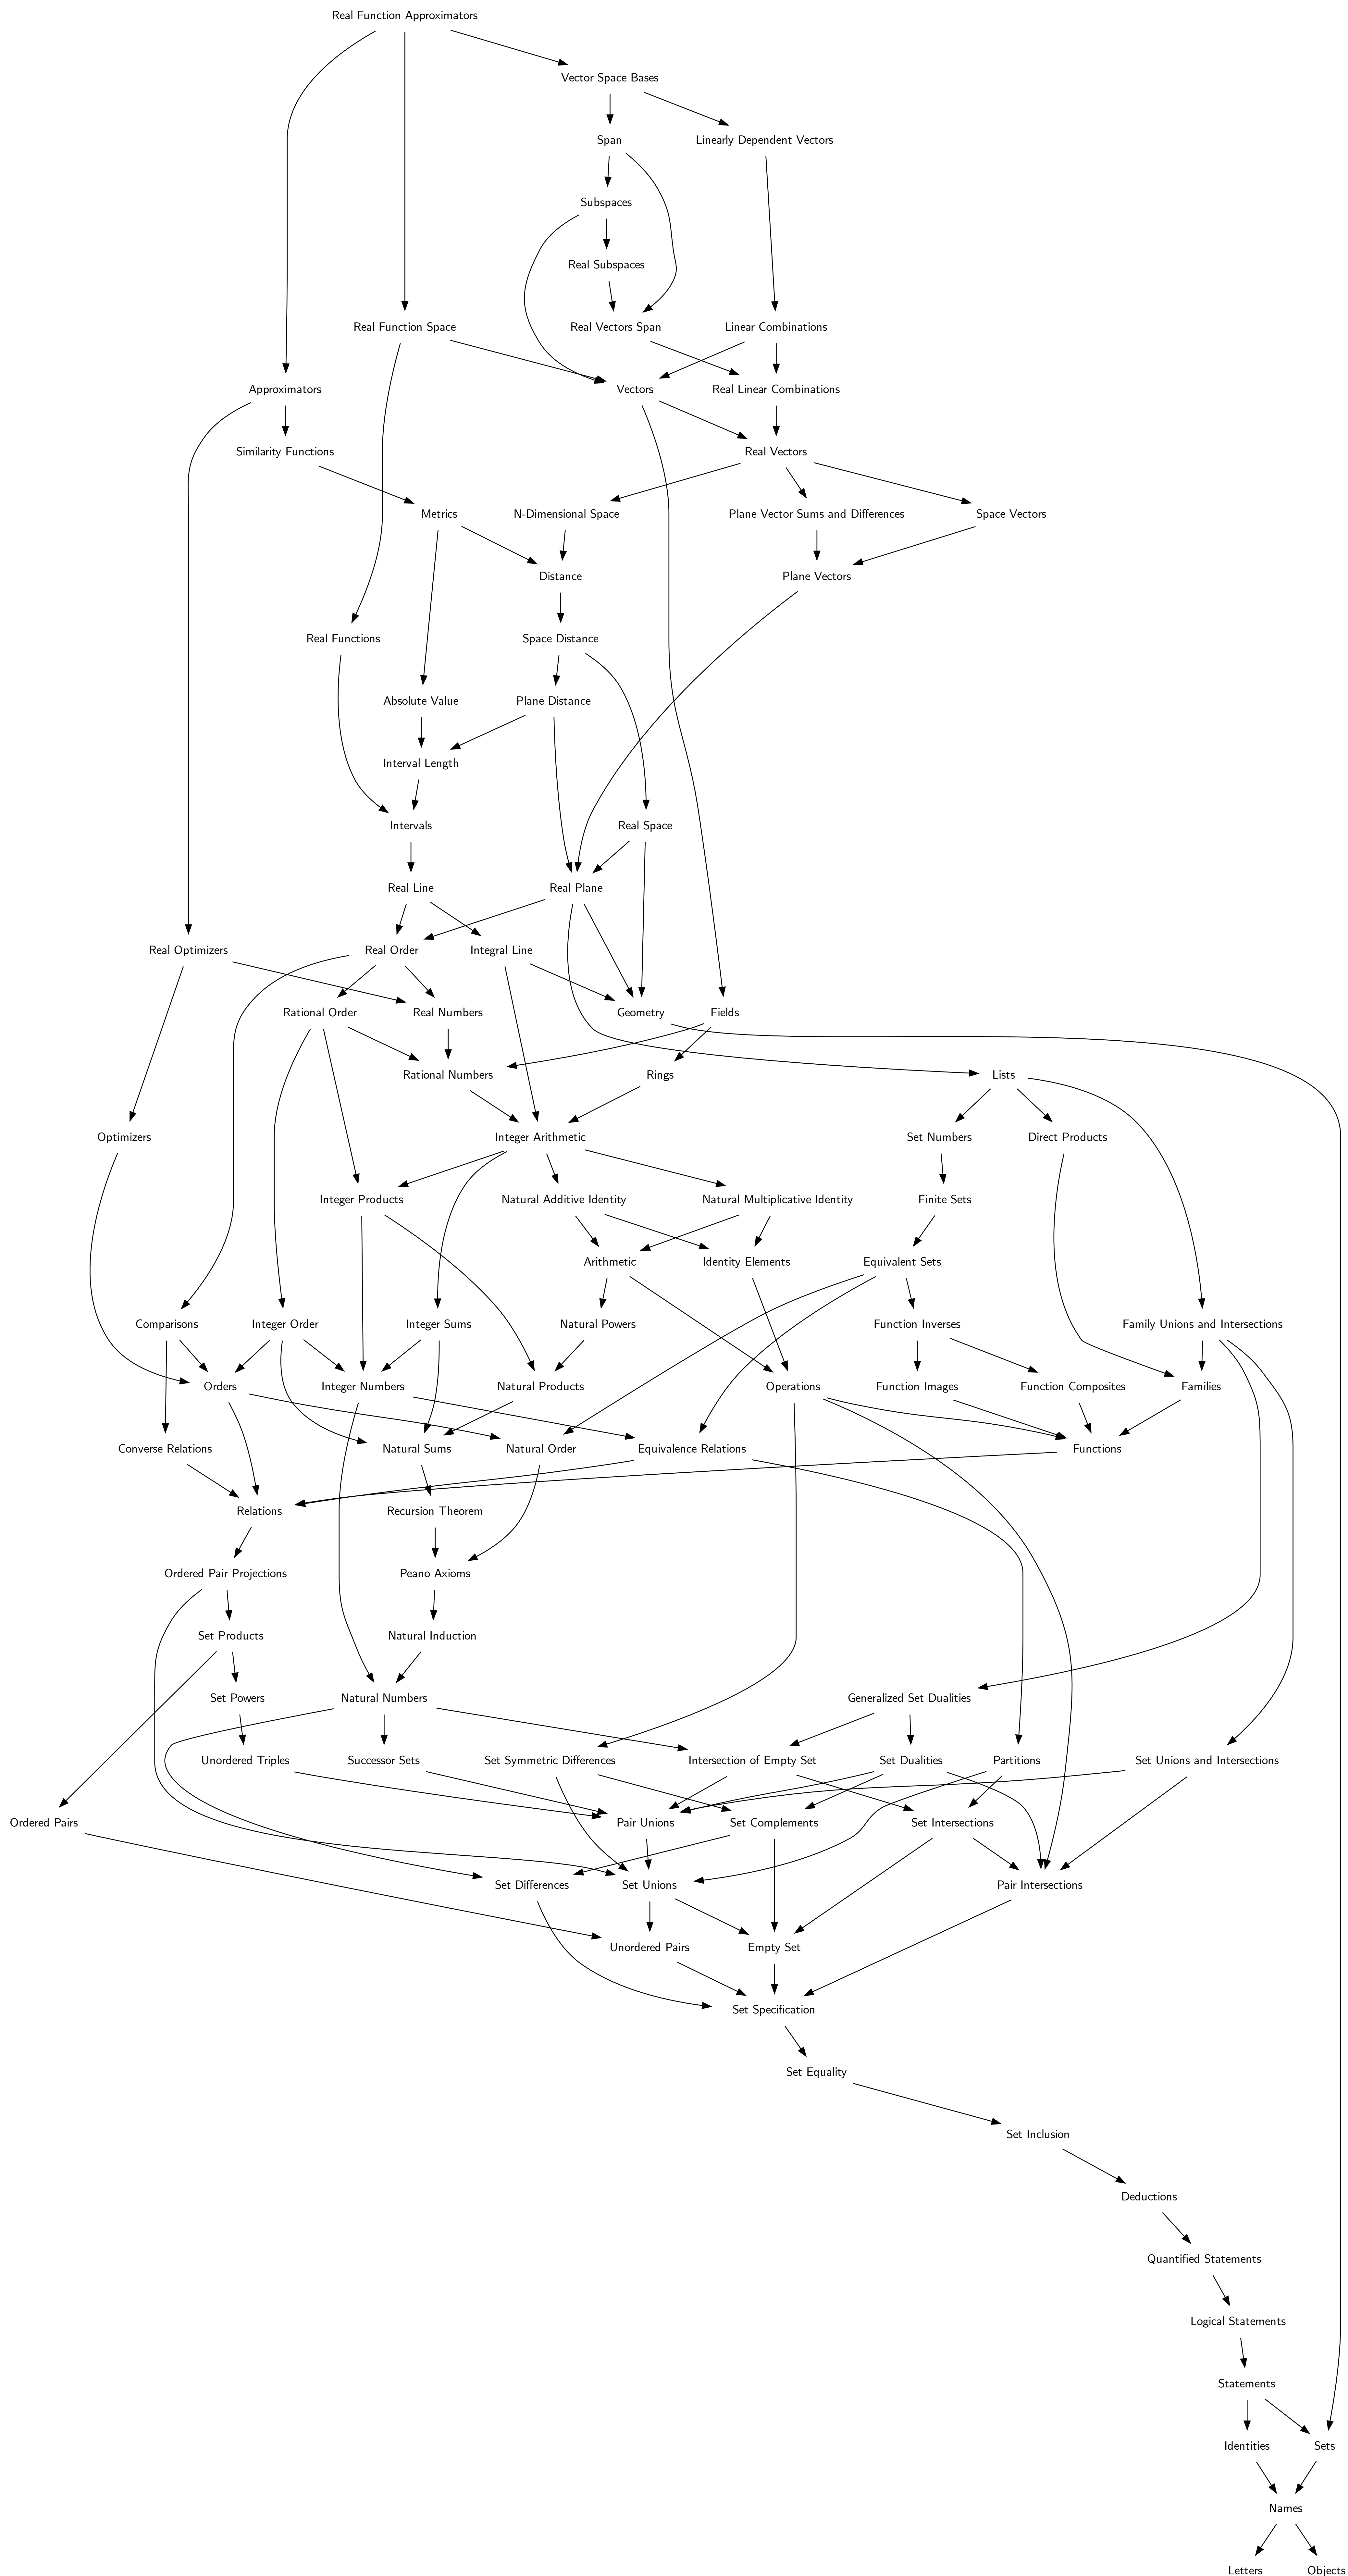 Real Function Approximators
Vector Space Bases
Span
Linearly Dependent Vectors
Subspaces
Real Subspaces
Real Function Space
Real Vectors Span
Linear Combinations
Approximators
Vectors
Real Linear Combinations
Similarity Functions
Real Vectors
Metrics
N-Dimensional Space
Plane Vector Sums and Differences
Space Vectors
Distance
Plane Vectors
Real Functions
Space Distance
Absolute Value
Plane Distance
Interval Length
Intervals
Real Space
Real Line
Real Plane
Real Optimizers
Real Order
Integral Line
Rational Order
Real Numbers
Geometry
Fields
Rational Numbers
Rings
Lists
Optimizers
Integer Arithmetic
Set Numbers
Direct Products
Integer Products
Natural Additive Identity
Natural Multiplicative Identity
Finite Sets
Arithmetic
Identity Elements
Equivalent Sets
Comparisons
Integer Order
Integer Sums
Natural Powers
Function Inverses
Family Unions and Intersections
Orders
Integer Numbers
Natural Products
Operations
Function Images
Function Composites
Families
Converse Relations
Natural Sums
Natural Order
Equivalence Relations
Functions
Relations
Recursion Theorem
Ordered Pair Projections
Peano Axioms
Set Products
Natural Induction
Set Powers
Natural Numbers
Generalized Set Dualities
Unordered Triples
Successor Sets
Set Symmetric Differences
Intersection of Empty Set
Set Dualities
Partitions
Set Unions and Intersections
Ordered Pairs
Pair Unions
Set Complements
Set Intersections
Set Differences
Set Unions
Pair Intersections
Unordered Pairs
Empty Set
Set Specification
Set Equality
Set Inclusion
Deductions
Quantified Statements
Logical Statements
Statements
Identities
Sets
Names
Letters
Objects